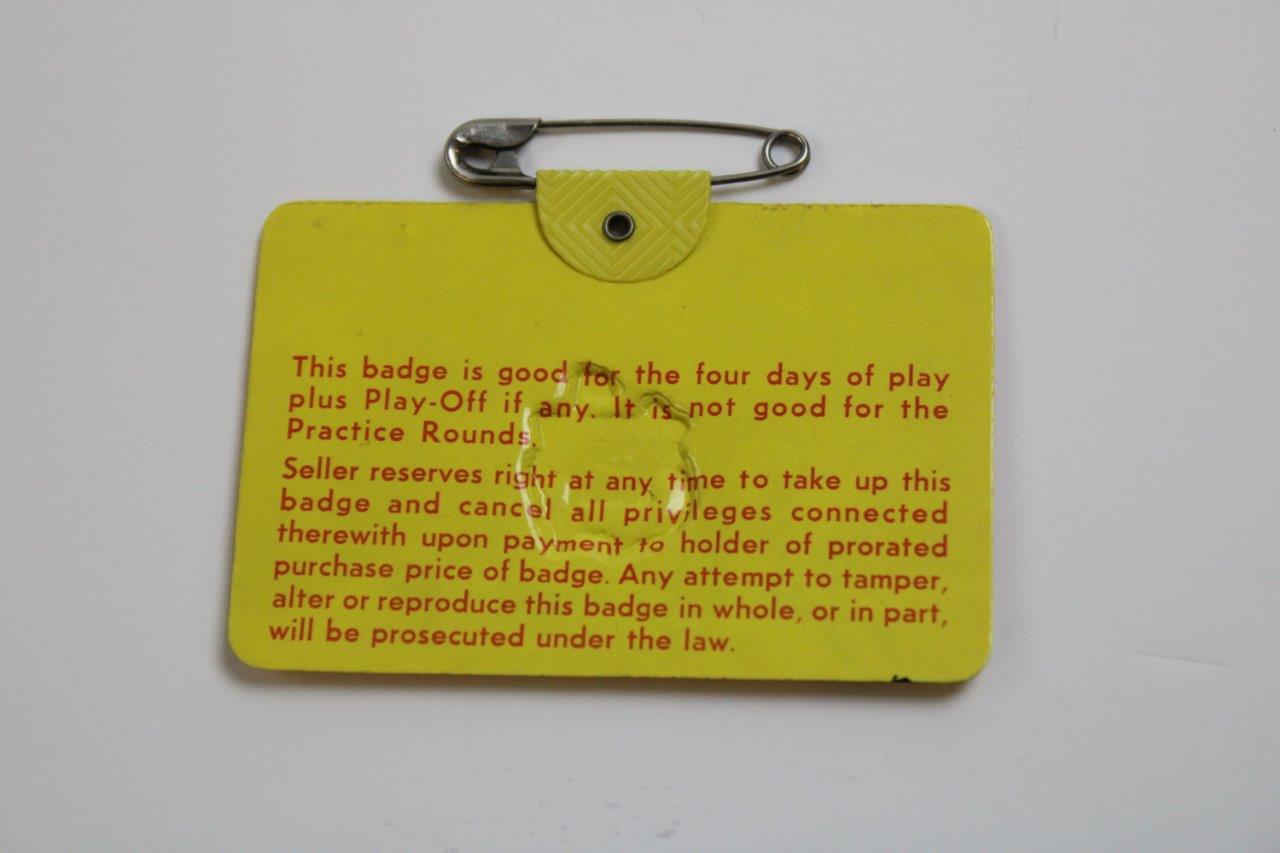 This badge is good for the four days of play
plus Play-Off if any. It is not good for the
Practice Rounds.
Seller reserves right at any time to take up this
badge and cancel all privileges connected
therewith upon payment to holder of prorated
purchase price of badge. Any attempt to tamper,
alter or reproduce this badge in whole, or in part,
will be prosecuted under the law.